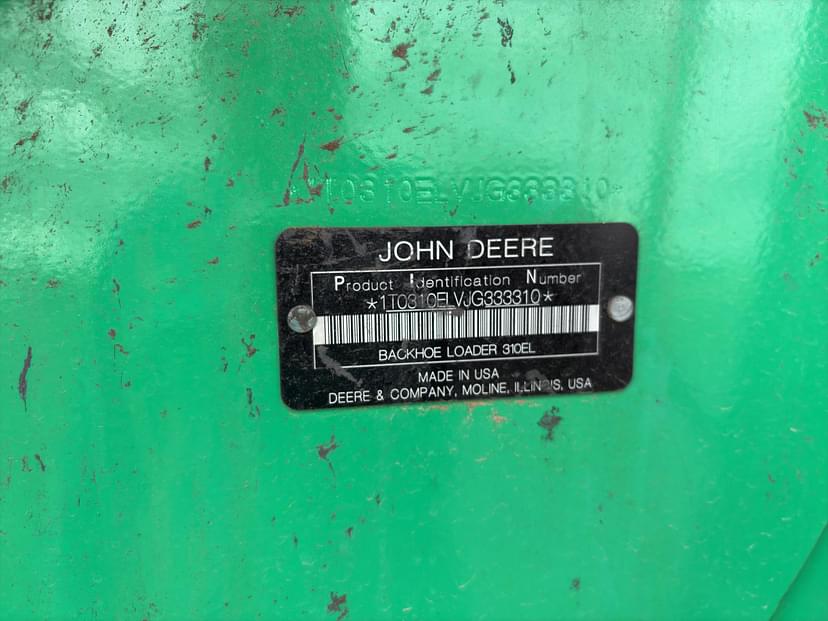 *1T0310ELVJG333310*
JOHN DEERE
Product Identification Number
*1T0310ELVJG333310*
BACKHOE LOADER 310EL
MADE IN USA
DEERE & COMPANY, MOLINE, ILLINOIS, USA